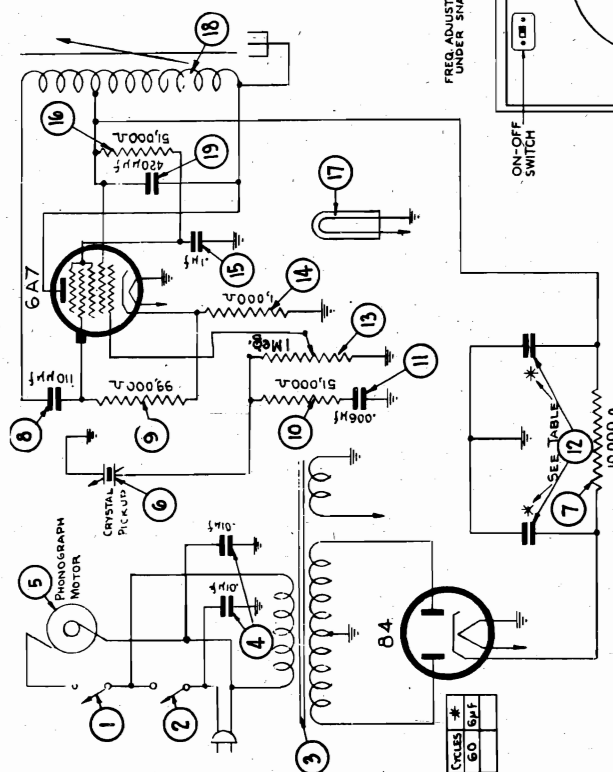 18
16
51,000Ω
420μμf
19
17
6A7
.1μf
15
1,000Ω
14
1 Meg.
13
110μμf
8
99,000Ω
9
51,000Ω
10
.006μf
11
CRYSTAL
PICKUP
6
PHONOGRAPH
MOTOR
5
.01μf
.01μf
4
1
2
3
84
* SEE TABLE *
12
7
10,000Ω
CYCLES *
60 6μF
FREQ. ADJUST
UNDER SNA
ON-OFF
SWITCH